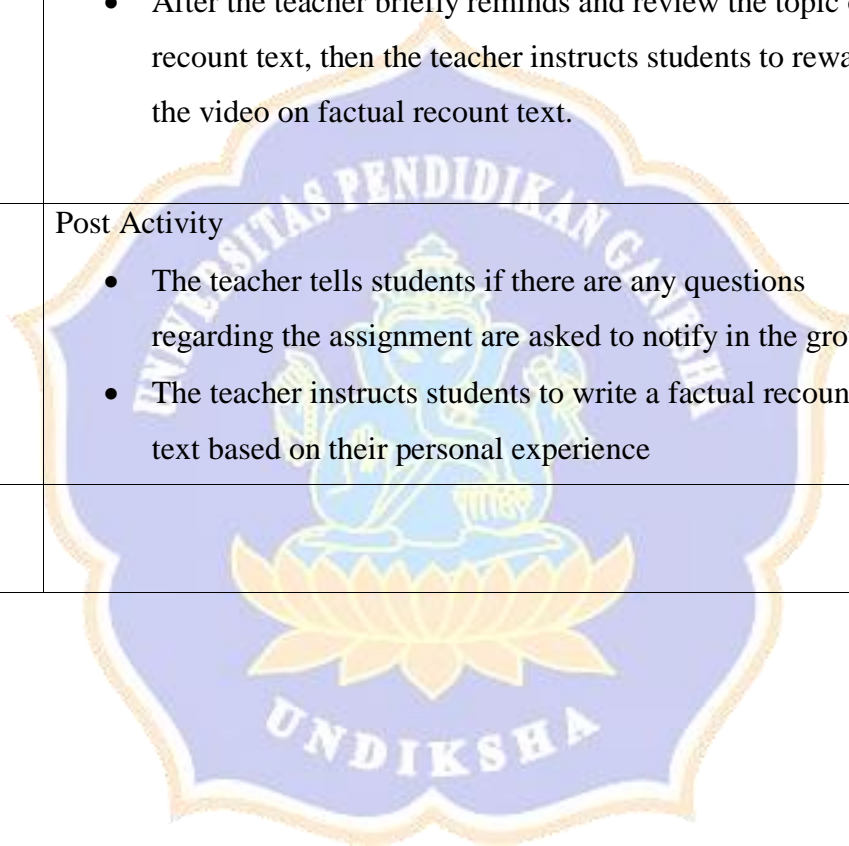 • After the teacher briefly reminds and review the topic
recount text, then the teacher instructs students to rewa
the video on factual recount text.
Post Activity
• The teacher tells students if there are any questions
regarding the assignment are asked to notify in the gro
• The teacher instructs students to write a factual recoun
text based on their personal experience
UNIVERSITAS PENDIDIKAN GANESHA
UNDIKSHA